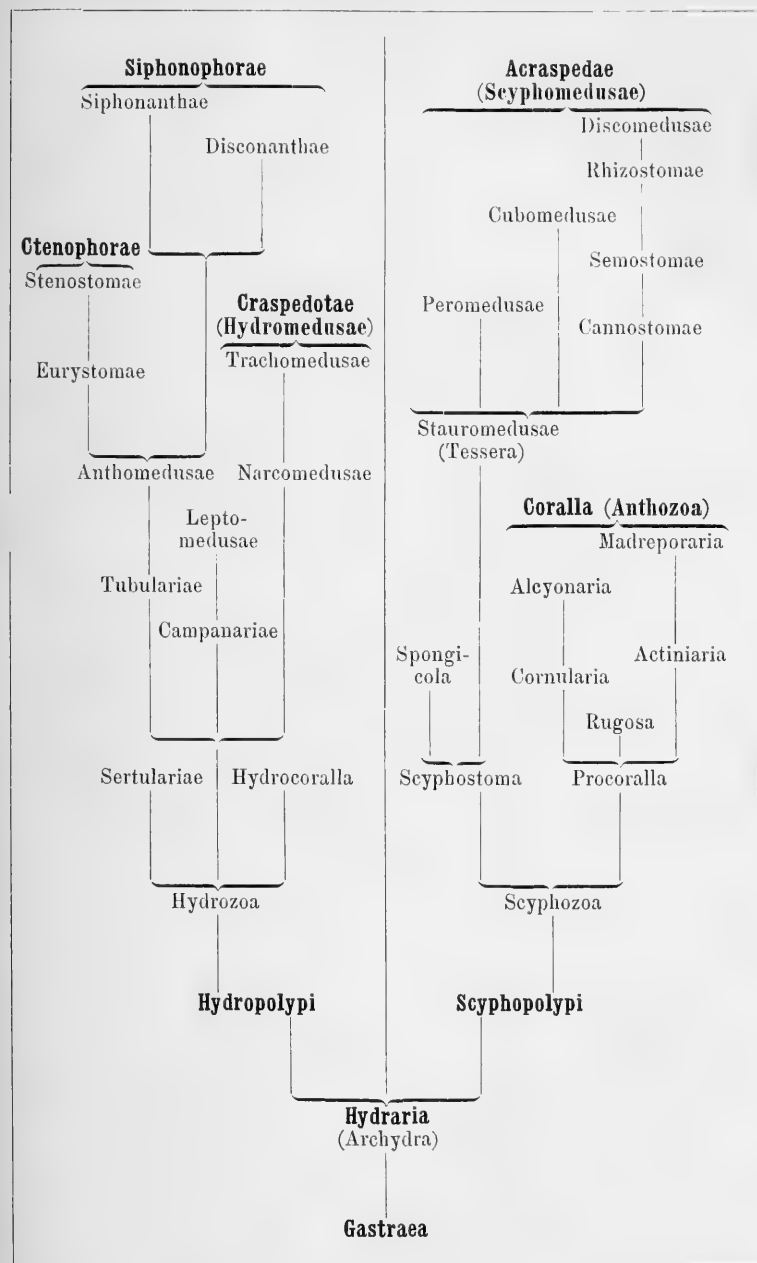 Siphonophorae
Siphonanthae
Disconanthae
Ctenophorae
Stenostomae
Eurystomae
Craspedotae
(Hydromedusae)
Trachomedusae
Anthomedusae
Narcomedusae
Lepto-
medusae
Tubulariae
Campanariae
Sertulariae
Hydrocoralla
Hydrozoa
Hydropolypi
Acraspedae
(Scyphomedusae)
Discomedusae
Rhizostomae
Cubomedusae
Semostomae
Peromedusae
Cannostomae
Stauromedusae
(Tessera)
Coralla (Anthozoa)
Madreporaria
Alcyonaria
Spongi-
cola
Actiniaria
Cornularia
Rugosa
Scyphostoma
Procoralla
Scyphozoa
Scyphopolypi
Hydraria
(Archydra)
Gastraea